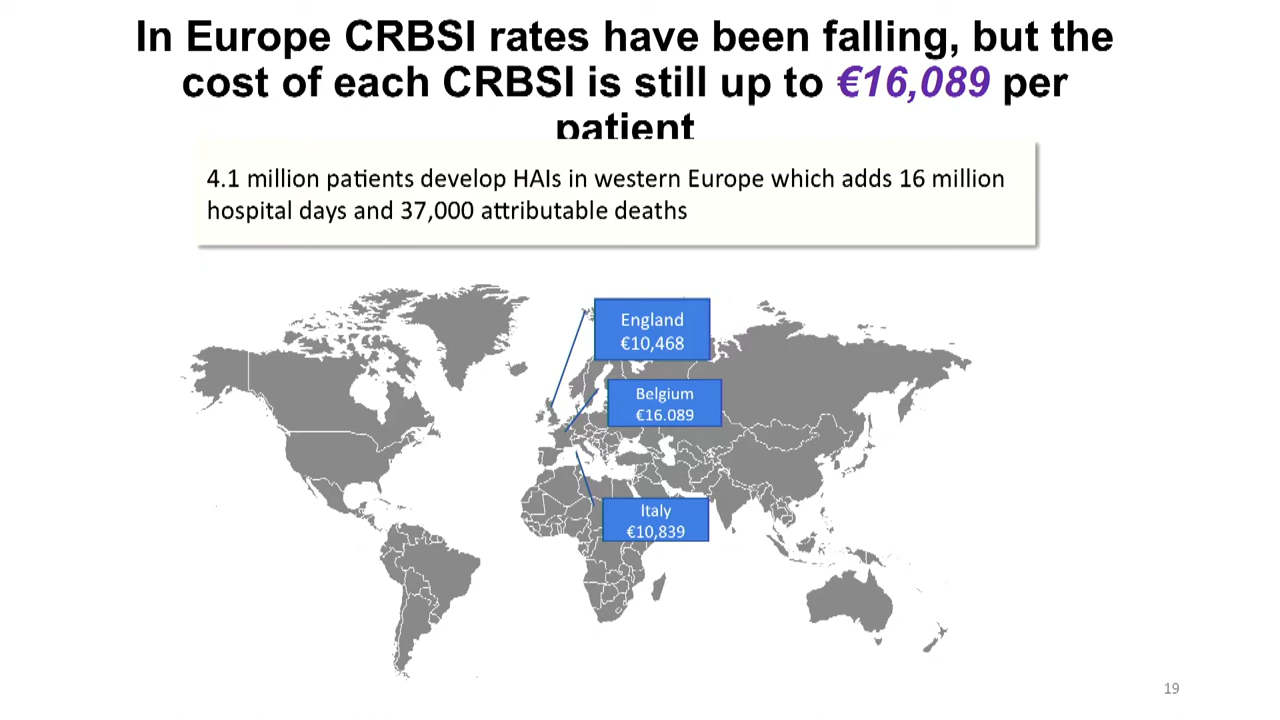 In Europe CRBSI rates have been falling, but the
cost of each CRBSI is still up to €16,089 per
patient
4.1 million patients develop HAIs in western Europe which adds 16 million
hospital days and 37,000 attributable deaths
England
€10,468
Belgium
€16.089
Italy
€10,839
19